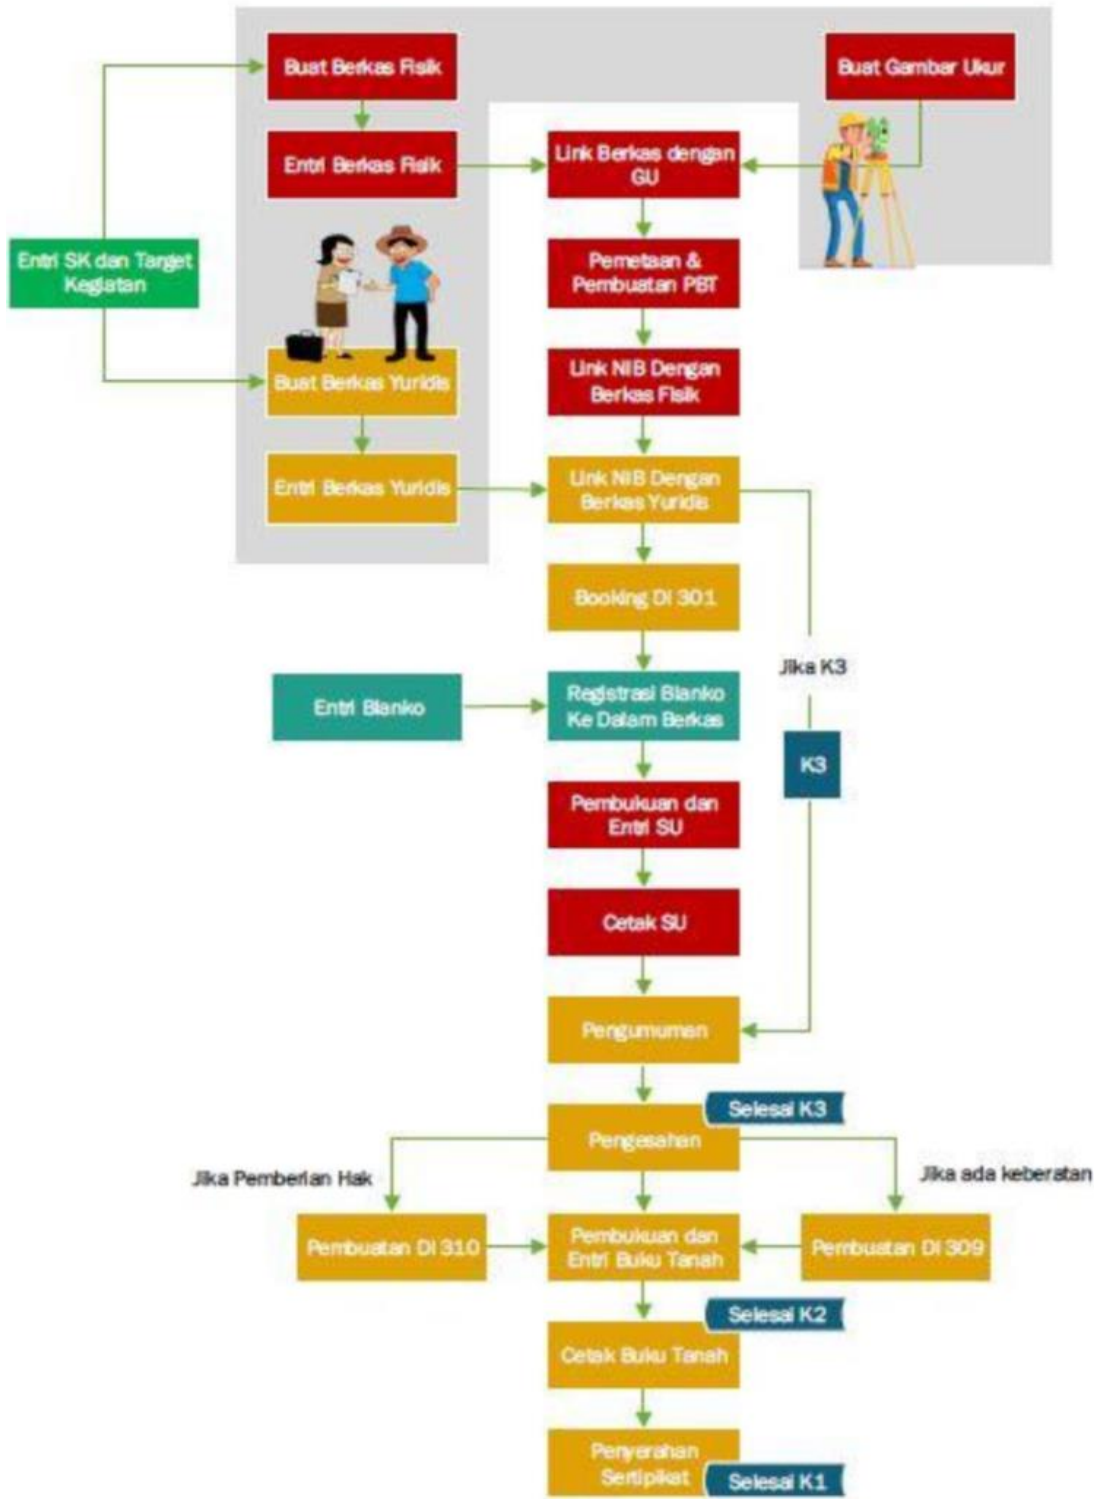 Buat Berkas Fisik
Buat Gambar Ukur
Entri Berkas Fisik
Link Berkas dengan
GU
Entri SK dan Target
Kegiatan
Pemetaan &
Pembuatan PBT
Link NIB Dengan
Berkas Fisik
Buat Berkas Yuridis
Entri Berkas Yuridis
Link NIB Dengan
Berkas Yuridis
Booking DI 301
Jika K3
Entri Blanko
Registrasi Blanko
Ke Dalam Berkas
K3
Pembukuan dan
Entri SU
Cetak SU
Pengumuman
Selesai K3
Pengesahan
Jika Pemberian Hak
Jika ada keberatan
Pembuatan DI 310
Pembukuan dan
Entri Buku Tanah
Pembuatan DI 309
Selesai K2
Cetak Buku Tanah
Penyerahan
Sertipikat
Selesai K1